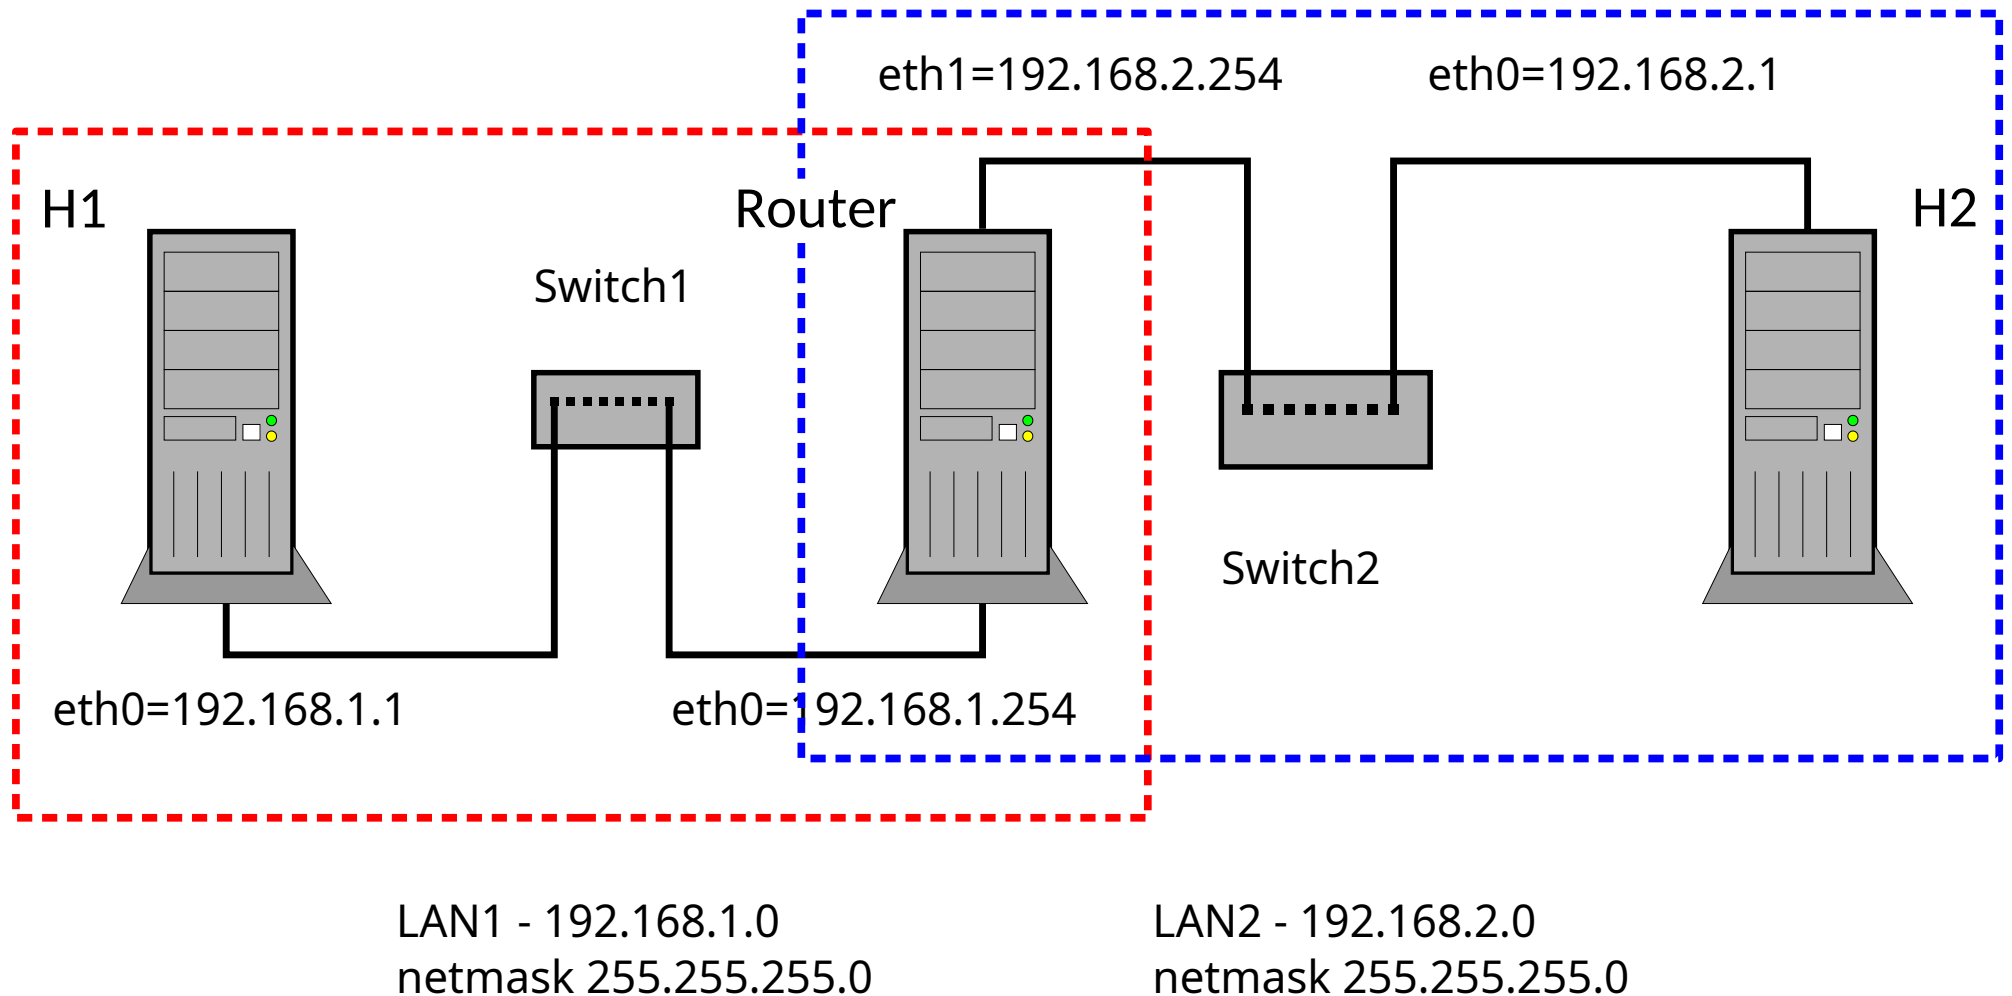 eth1=192.168.2.254
eth0=192.168.2.1
H1
Router
H2
Switch1
Switch2
eth0=192.168.1.1
eth0=192.168.1.254
LAN1 - 192.168.1.0
netmask 255.255.255.0
LAN2 - 192.168.2.0
netmask 255.255.255.0